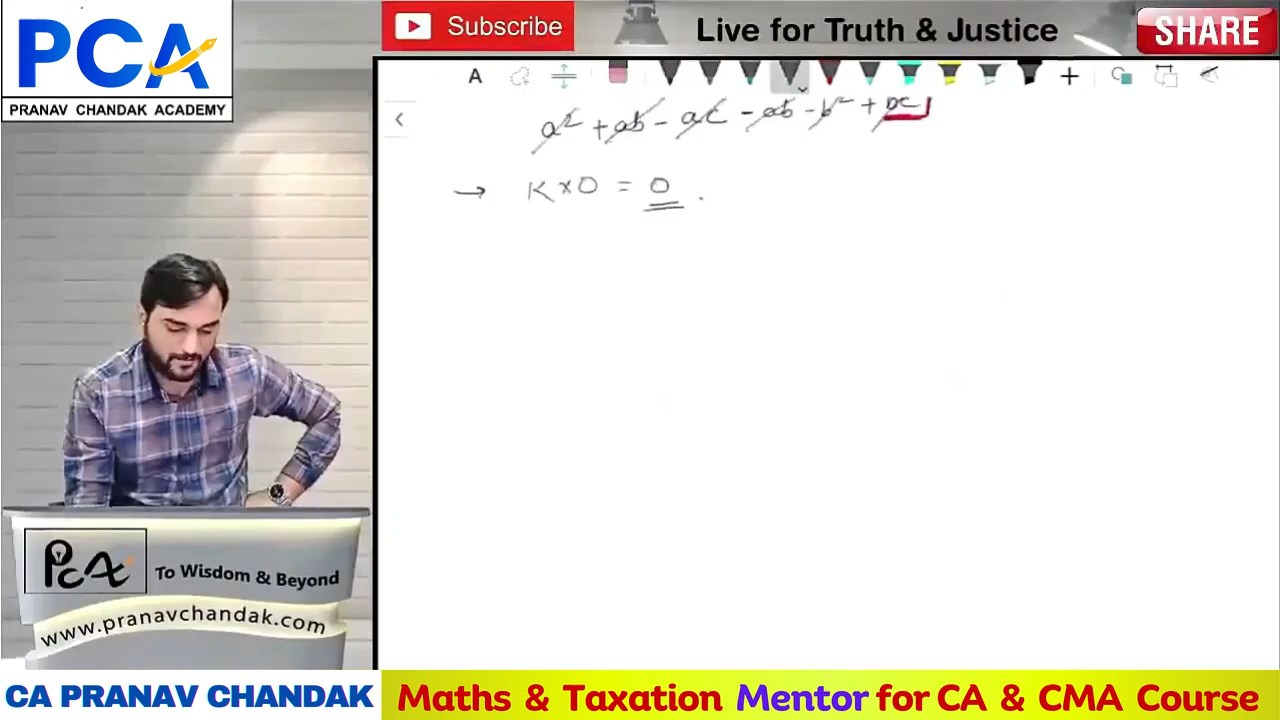 PCA
PRANAV CHANDAK ACADEMY
Subscribe
Live for Truth & Justice
SHARE
A
a² + ab - ac - ab - b² + bc
→ K×0 = 0.
PCA
To Wisdom & Beyond
www.pranavchandak.com
CA PRANAV CHANDAK
Maths & Taxation Mentor for CA & CMA Course